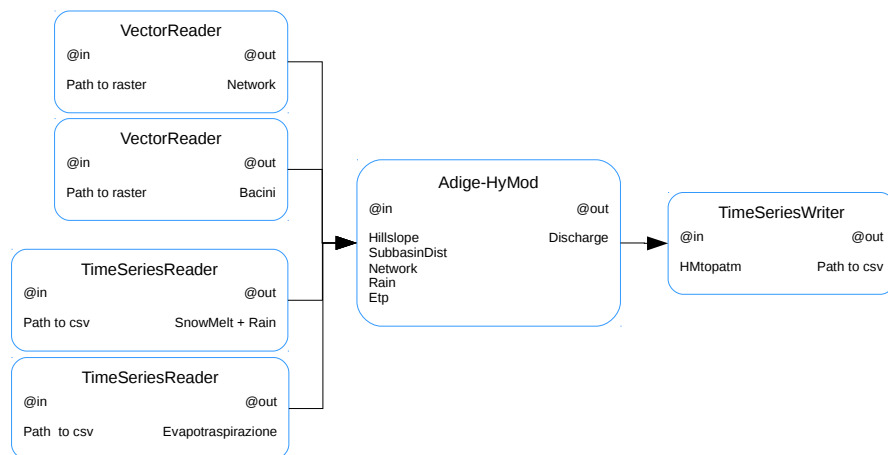 VectorReader
@in @out
Path to raster Network
VectorReader
@in @out
Path to raster Bacini
TimeSeriesReader
@in @out
Path to csv SnowMelt + Rain
TimeSeriesReader
@in @out
Path to csv Evapotraspirazione
Adige-HyMod
@in @out
Hillslope Discharge
SubbasinDist
Network
Rain
Etp
TimeSeriesWriter
@in @out
HMtopatm Path to csv